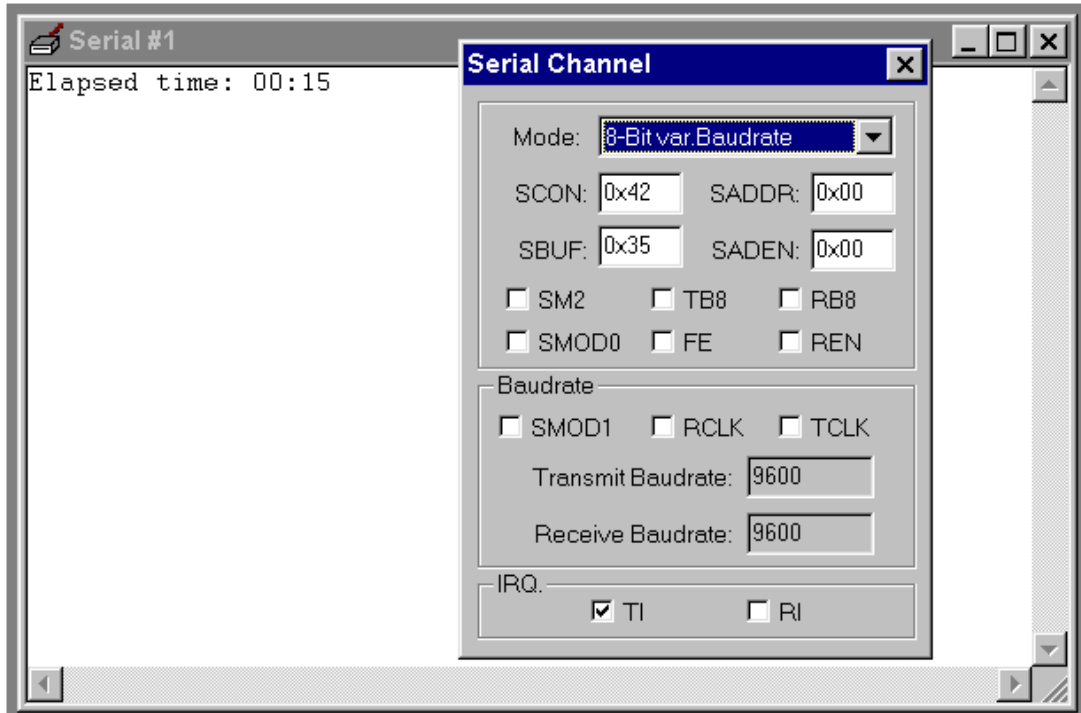 Serial #1
Elapsed time: 00:15
Serial Channel
Mode: 8-Bit var.Baudrate
SCON: 0x42 SADDR: 0x00
SBUF: 0x35 SADEN: 0x00
SM2 TB8 RB8
SMOD0 FE REN
Baudrate
SMOD1 RCLK TCLK
Transmit Baudrate: 9600
Receive Baudrate: 9600
IRQ.
TI RI